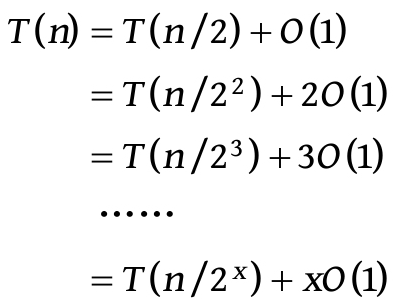 T(n) = T(n/2) + O(1)
= T(n/2²) + 2O(1)
= T(n/2³) + 3O(1)
······
= T(n/2ˣ) + xO(1)